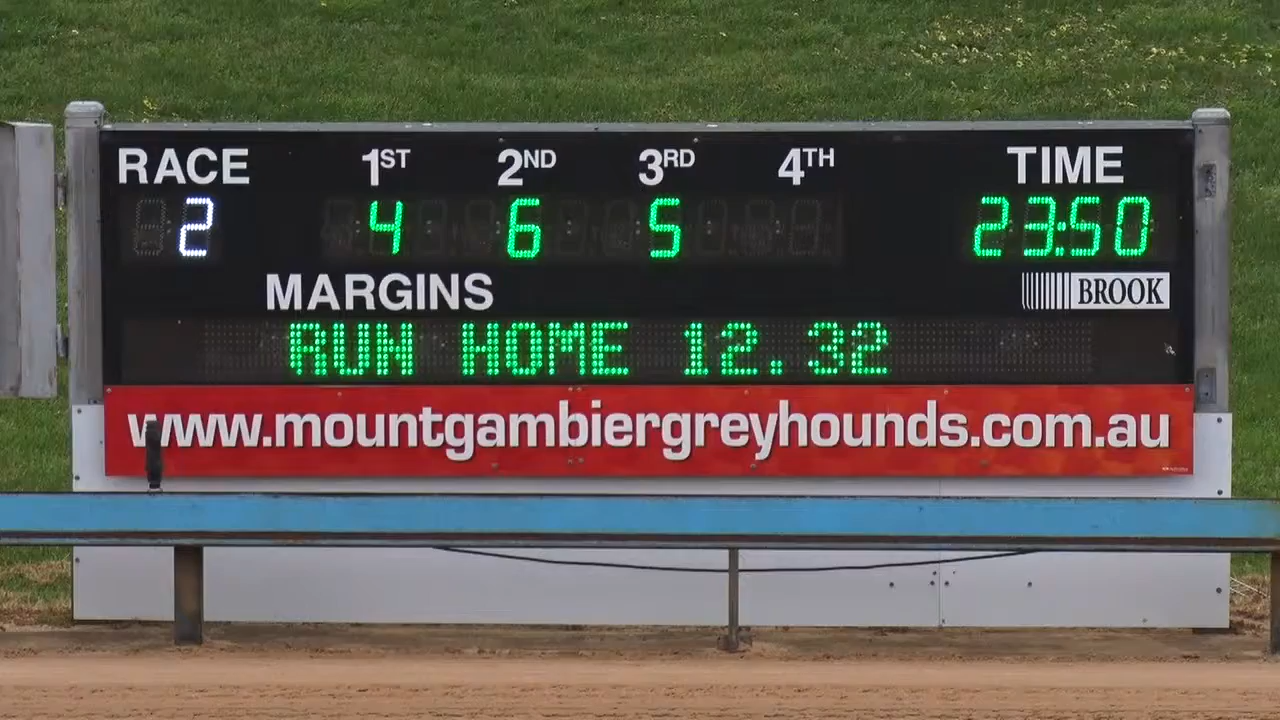 RACE 1ST 2ND 3RD 4TH TIME
2 4 6 5 23:50
MARGINS BROOK
RUN HOME 12.32
www.mountgambiergreyhounds.com.au